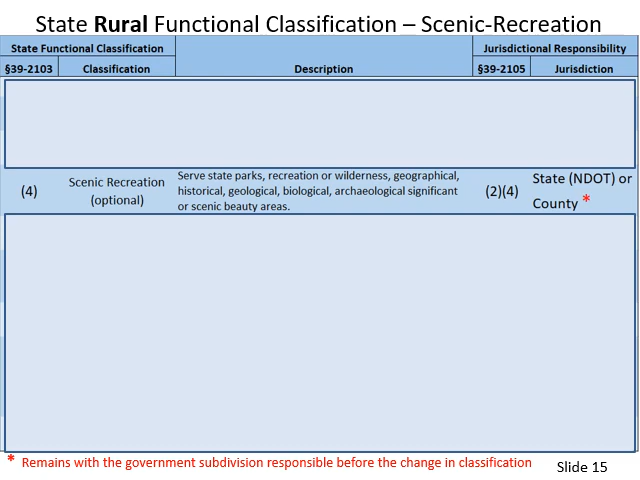 State Rural Functional Classification – Scenic-Recreation
State Functional Classification
Jurisdictional Responsibility
§39-2103
Classification
Description
§39-2105
Jurisdiction
(4)
Scenic Recreation
(optional)
Serve state parks, recreation or wilderness, geographical,
historical, geological, biological, archaeological significant
or scenic beauty areas.
(2)(4)
State (NDOT) or
County *
* Remains with the government subdivision responsible before the change in classification
Slide 15